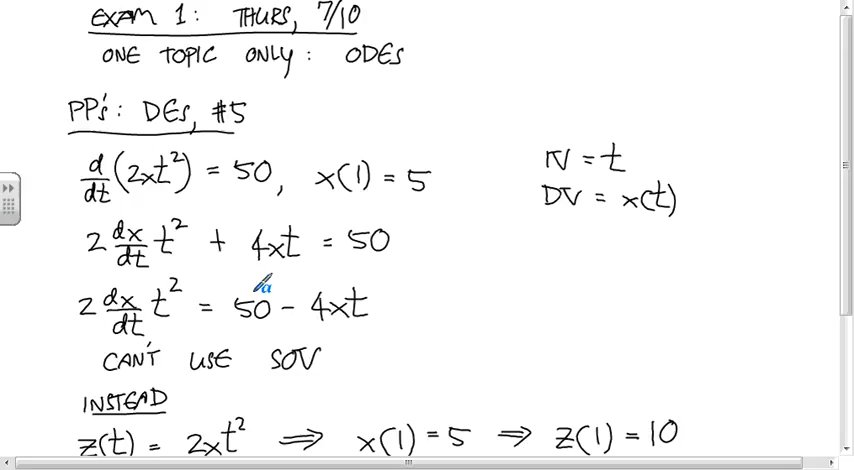 EXAM 1: THURS, 7/10
ONE TOPIC ONLY: ODES
PP's: DEs, #5
d/dt (2xt²) = 50, x(1) = 5
IV = t
DV = x(t)
2 dx/dt t² + 4xt = 50
2 dx/dt t² = 50 - 4xt
CAN'T USE SOV
INSTEAD
z(t) = 2xt² ⟹ x(1) = 5 ⟹ z(1) = 10